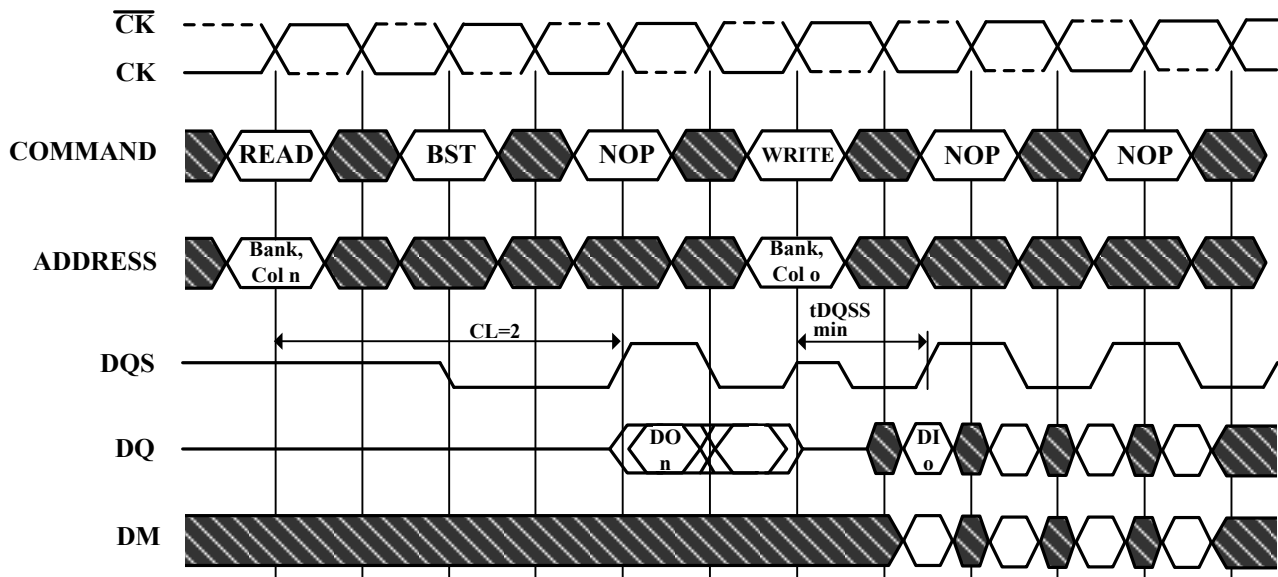 CK
CK
COMMAND READ BST NOP WRITE NOP NOP
ADDRESS
Bank,
Col n
Bank,
Col o
tDQSS
min
CL=2
DQS
DQ
DO
n
DI
o
DM